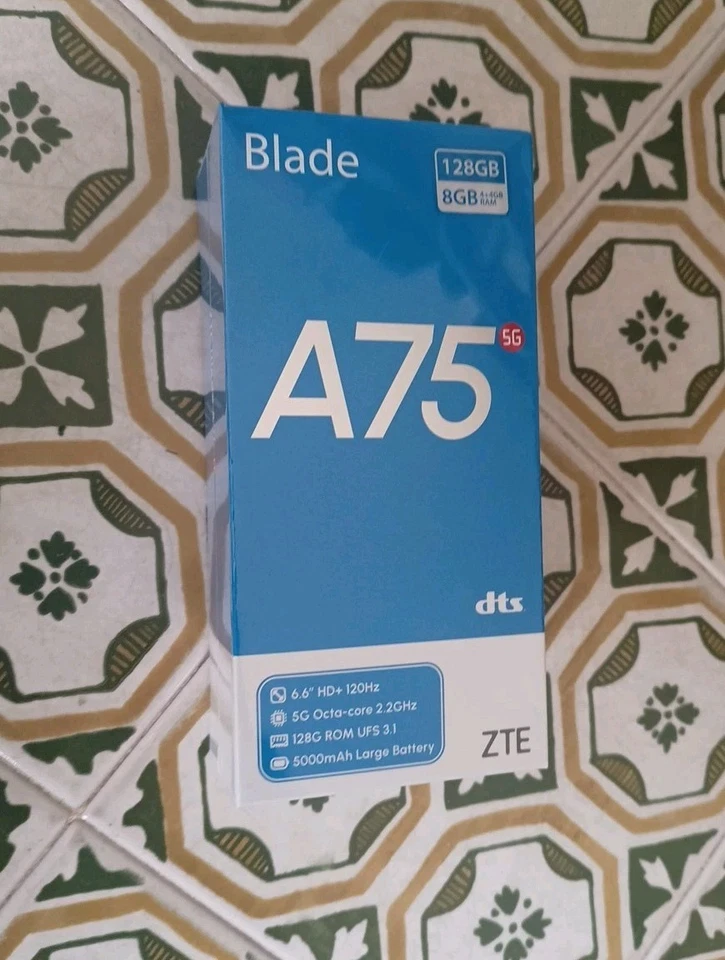 Blade
128GB
8GB 4+4GB RAM
A75 5G
dts
6.6" HD+ 120Hz
5G Octa-core 2.2GHz
128G ROM UFS 3.1
5000mAh Large Battery
ZTE